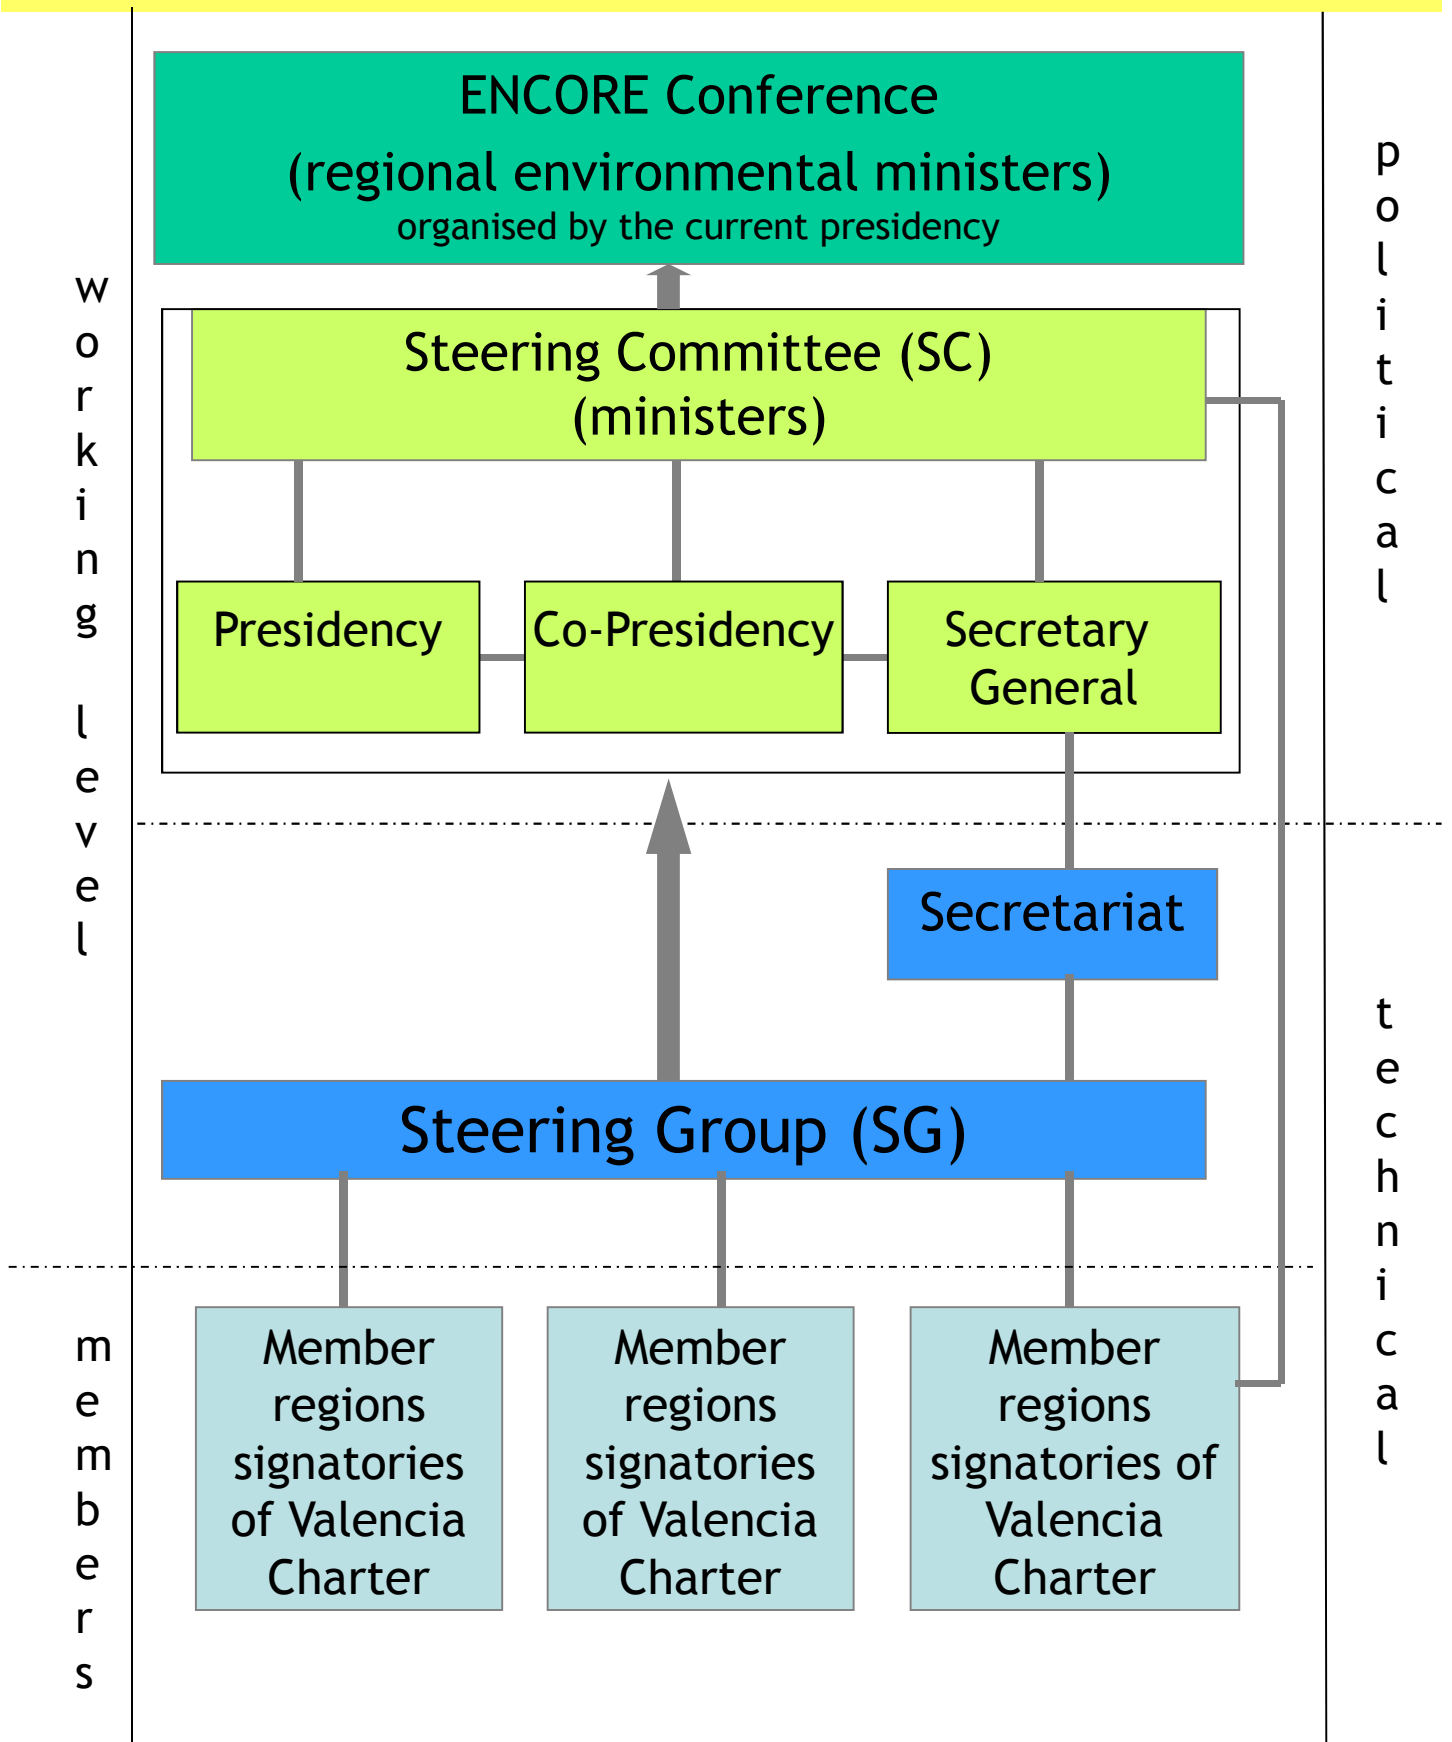 ENCORE Conference
(regional environmental ministers)
organised by the current presidency
Steering Committee (SC)
(ministers)
Presidency
Co-Presidency
Secretary
General
Secretariat
Steering Group (SG)
Member
regions
signatories
of Valencia
Charter
Member
regions
signatories
of Valencia
Charter
Member
regions
signatories of
Valencia
Charter
working level
members
political
technical